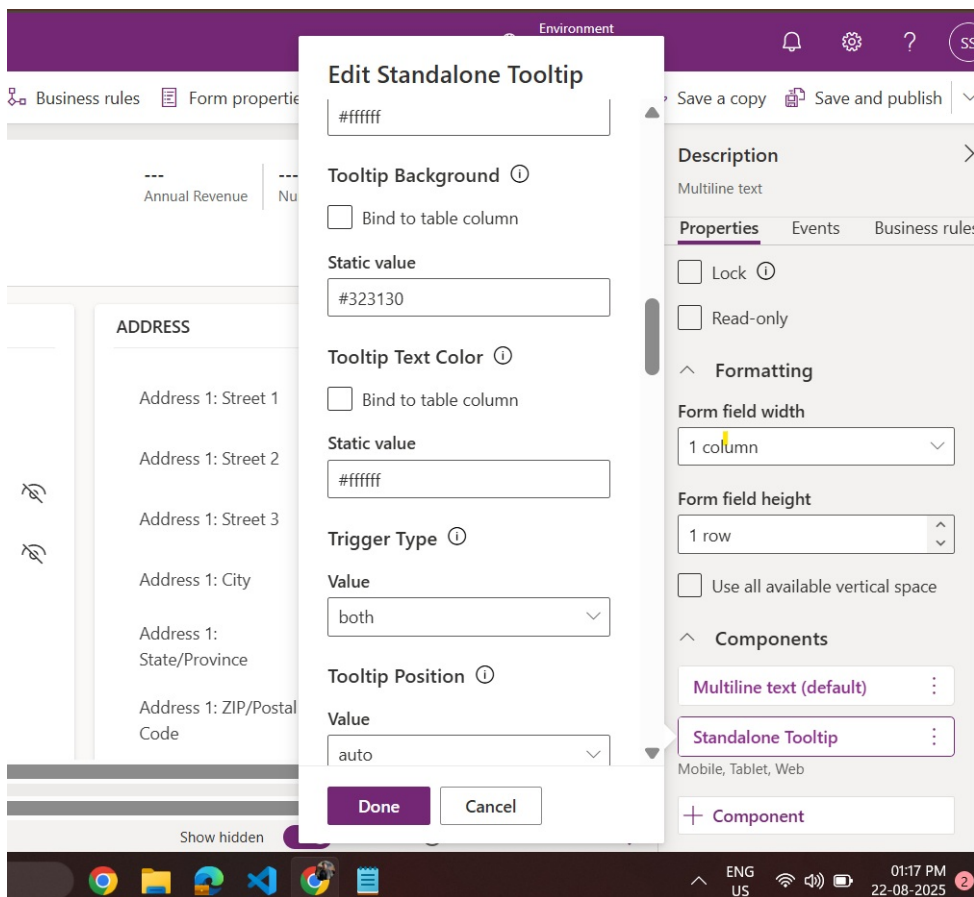 Environment
SS
Business rules
Form propertie
Save a copy
Save and publish
---
Annual Revenue
---
Nu
ADDRESS
Address 1: Street 1
Address 1: Street 2
Address 1: Street 3
Address 1: City
Address 1:
State/Province
Address 1: ZIP/Postal
Code
Show hidden
Edit Standalone Tooltip
#ffffff
Tooltip Background
Bind to table column
Static value
#323130
Tooltip Text Color
Bind to table column
Static value
#ffffff
Trigger Type
Value
both
Tooltip Position
Value
auto
Done
Cancel
Description
Multiline text
Properties
Events
Business rules
Lock
Read-only
Formatting
Form field width
1 column
Form field height
1 row
Use all available vertical space
Components
Multiline text (default)
Standalone Tooltip
Mobile, Tablet, Web
Component
ENG
US
01:17 PM
22-08-2025
2